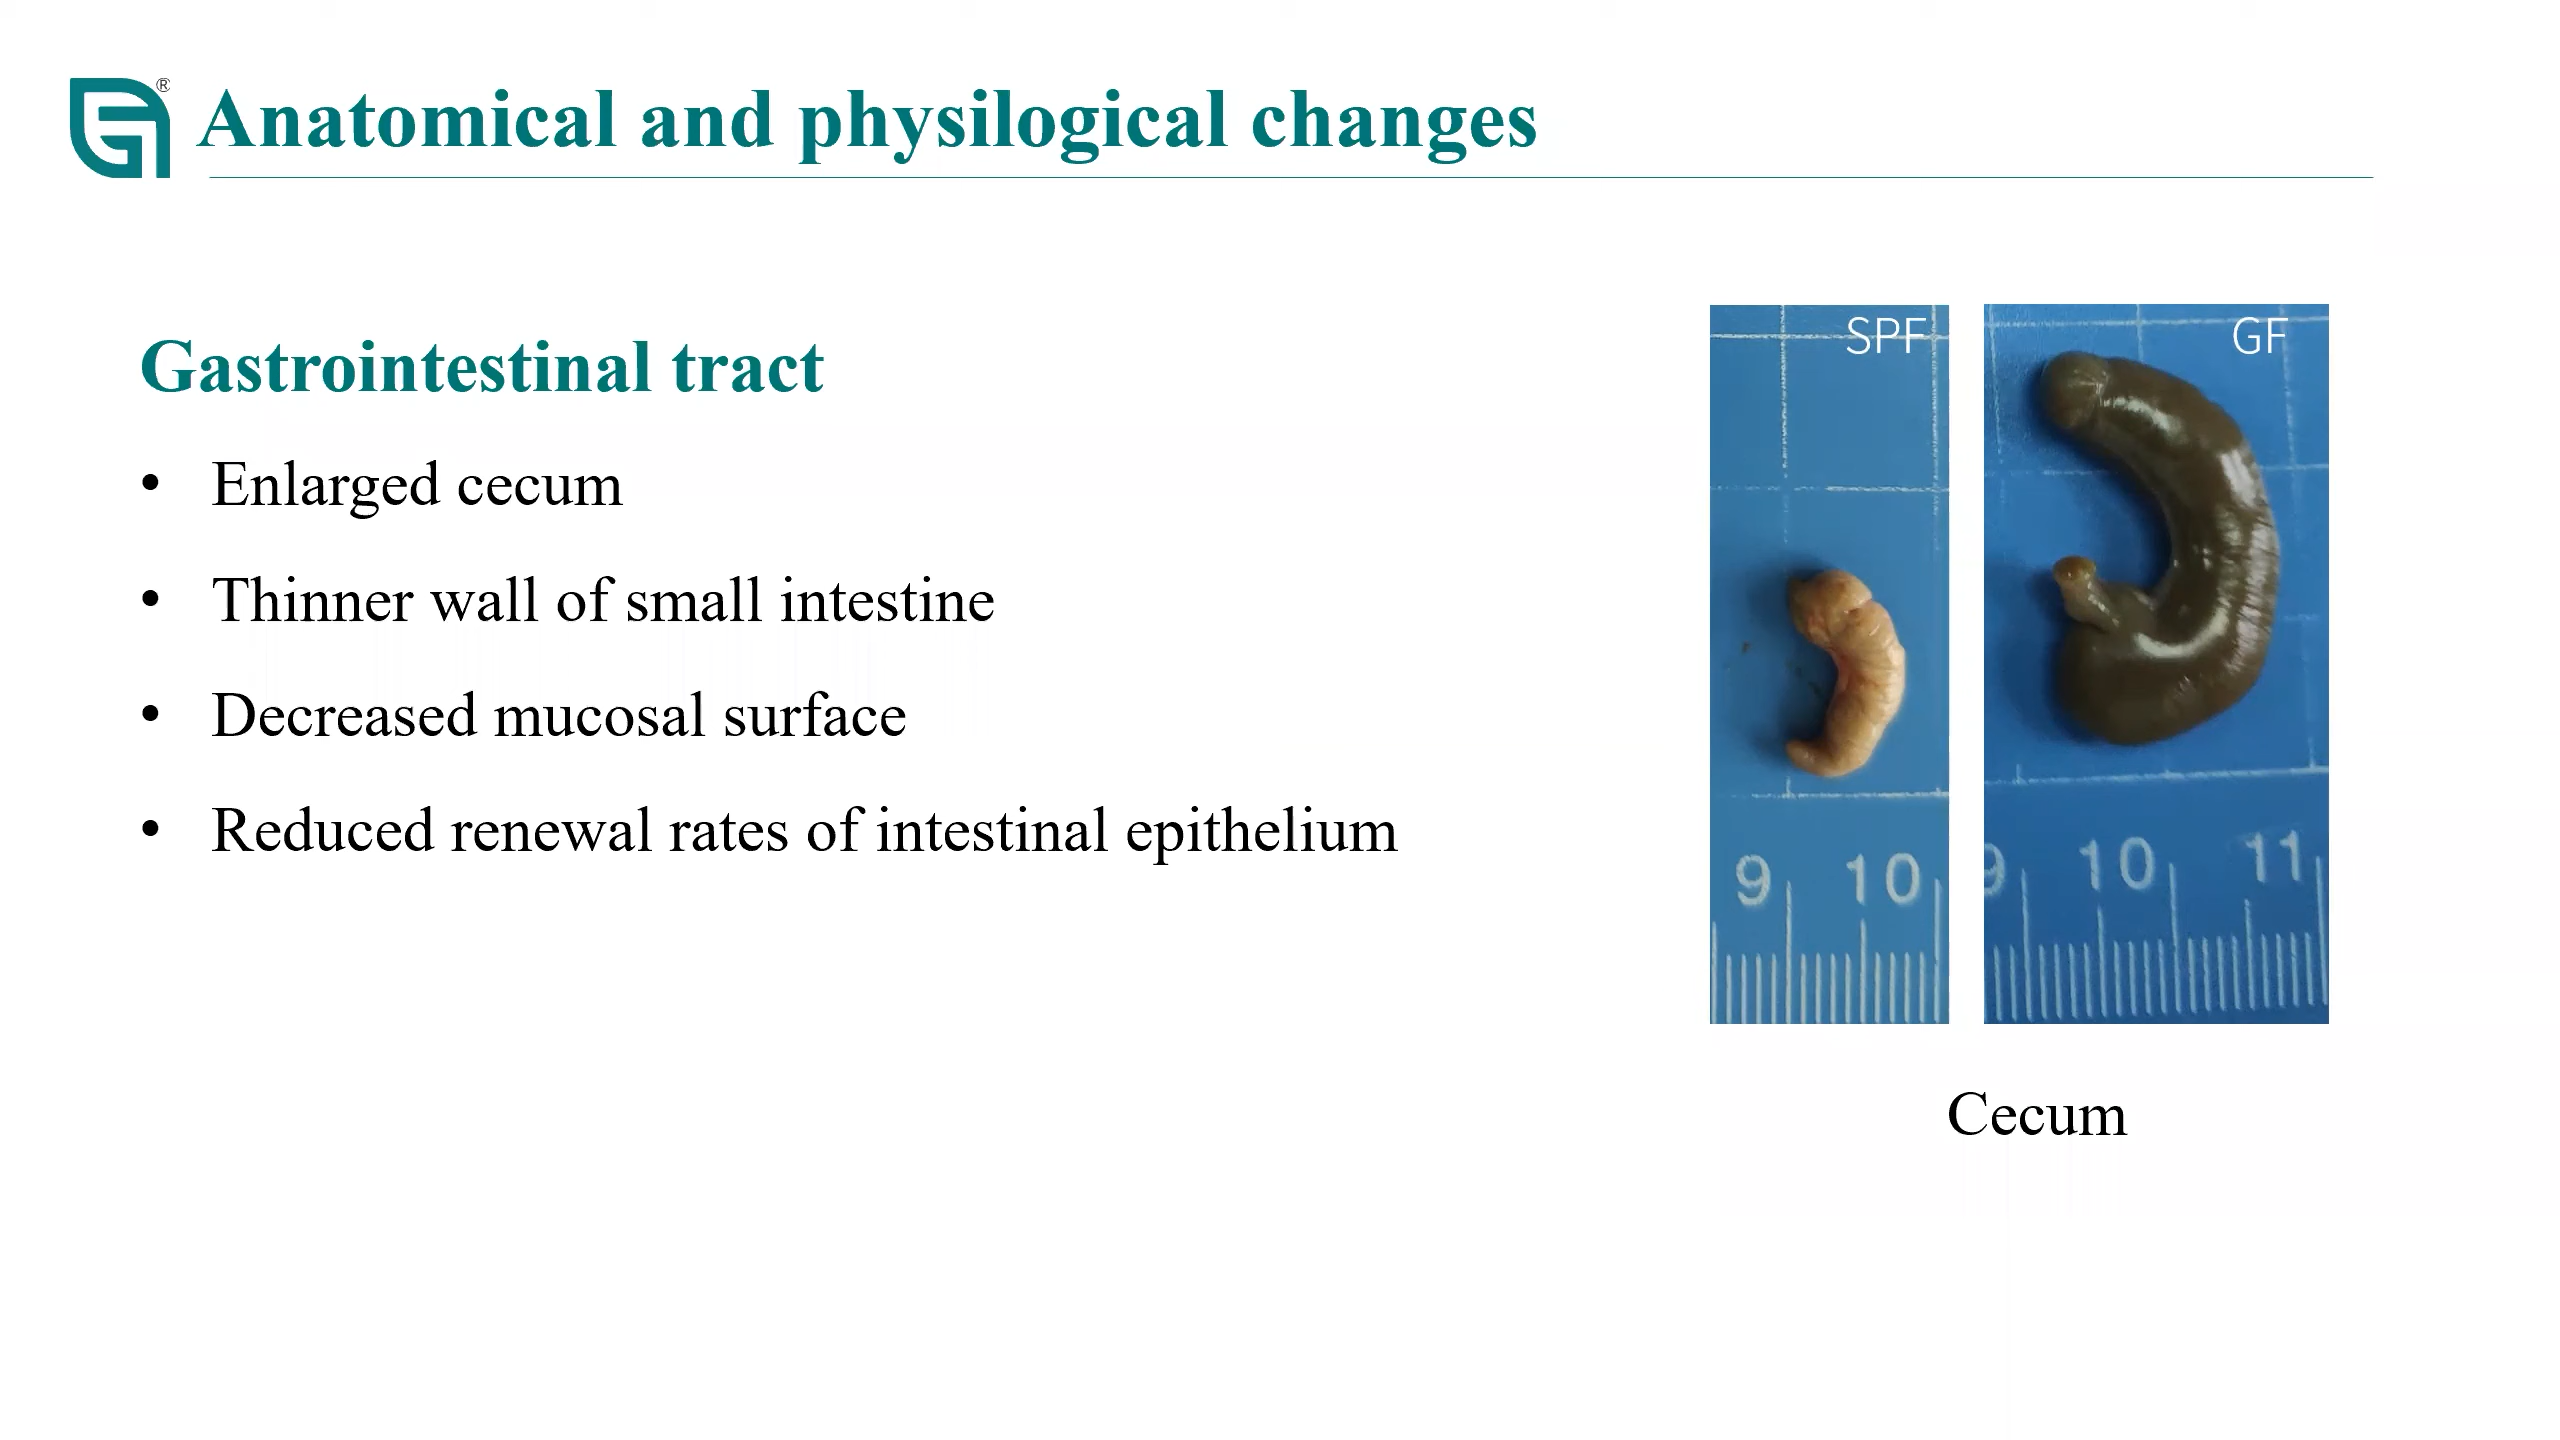 ®
Anatomical and physilogical changes
Gastrointestinal tract
• Enlarged cecum
• Thinner wall of small intestine
• Decreased mucosal surface
• Reduced renewal rates of intestinal epithelium
SPF
GF
9 10
9 10 11
Cecum